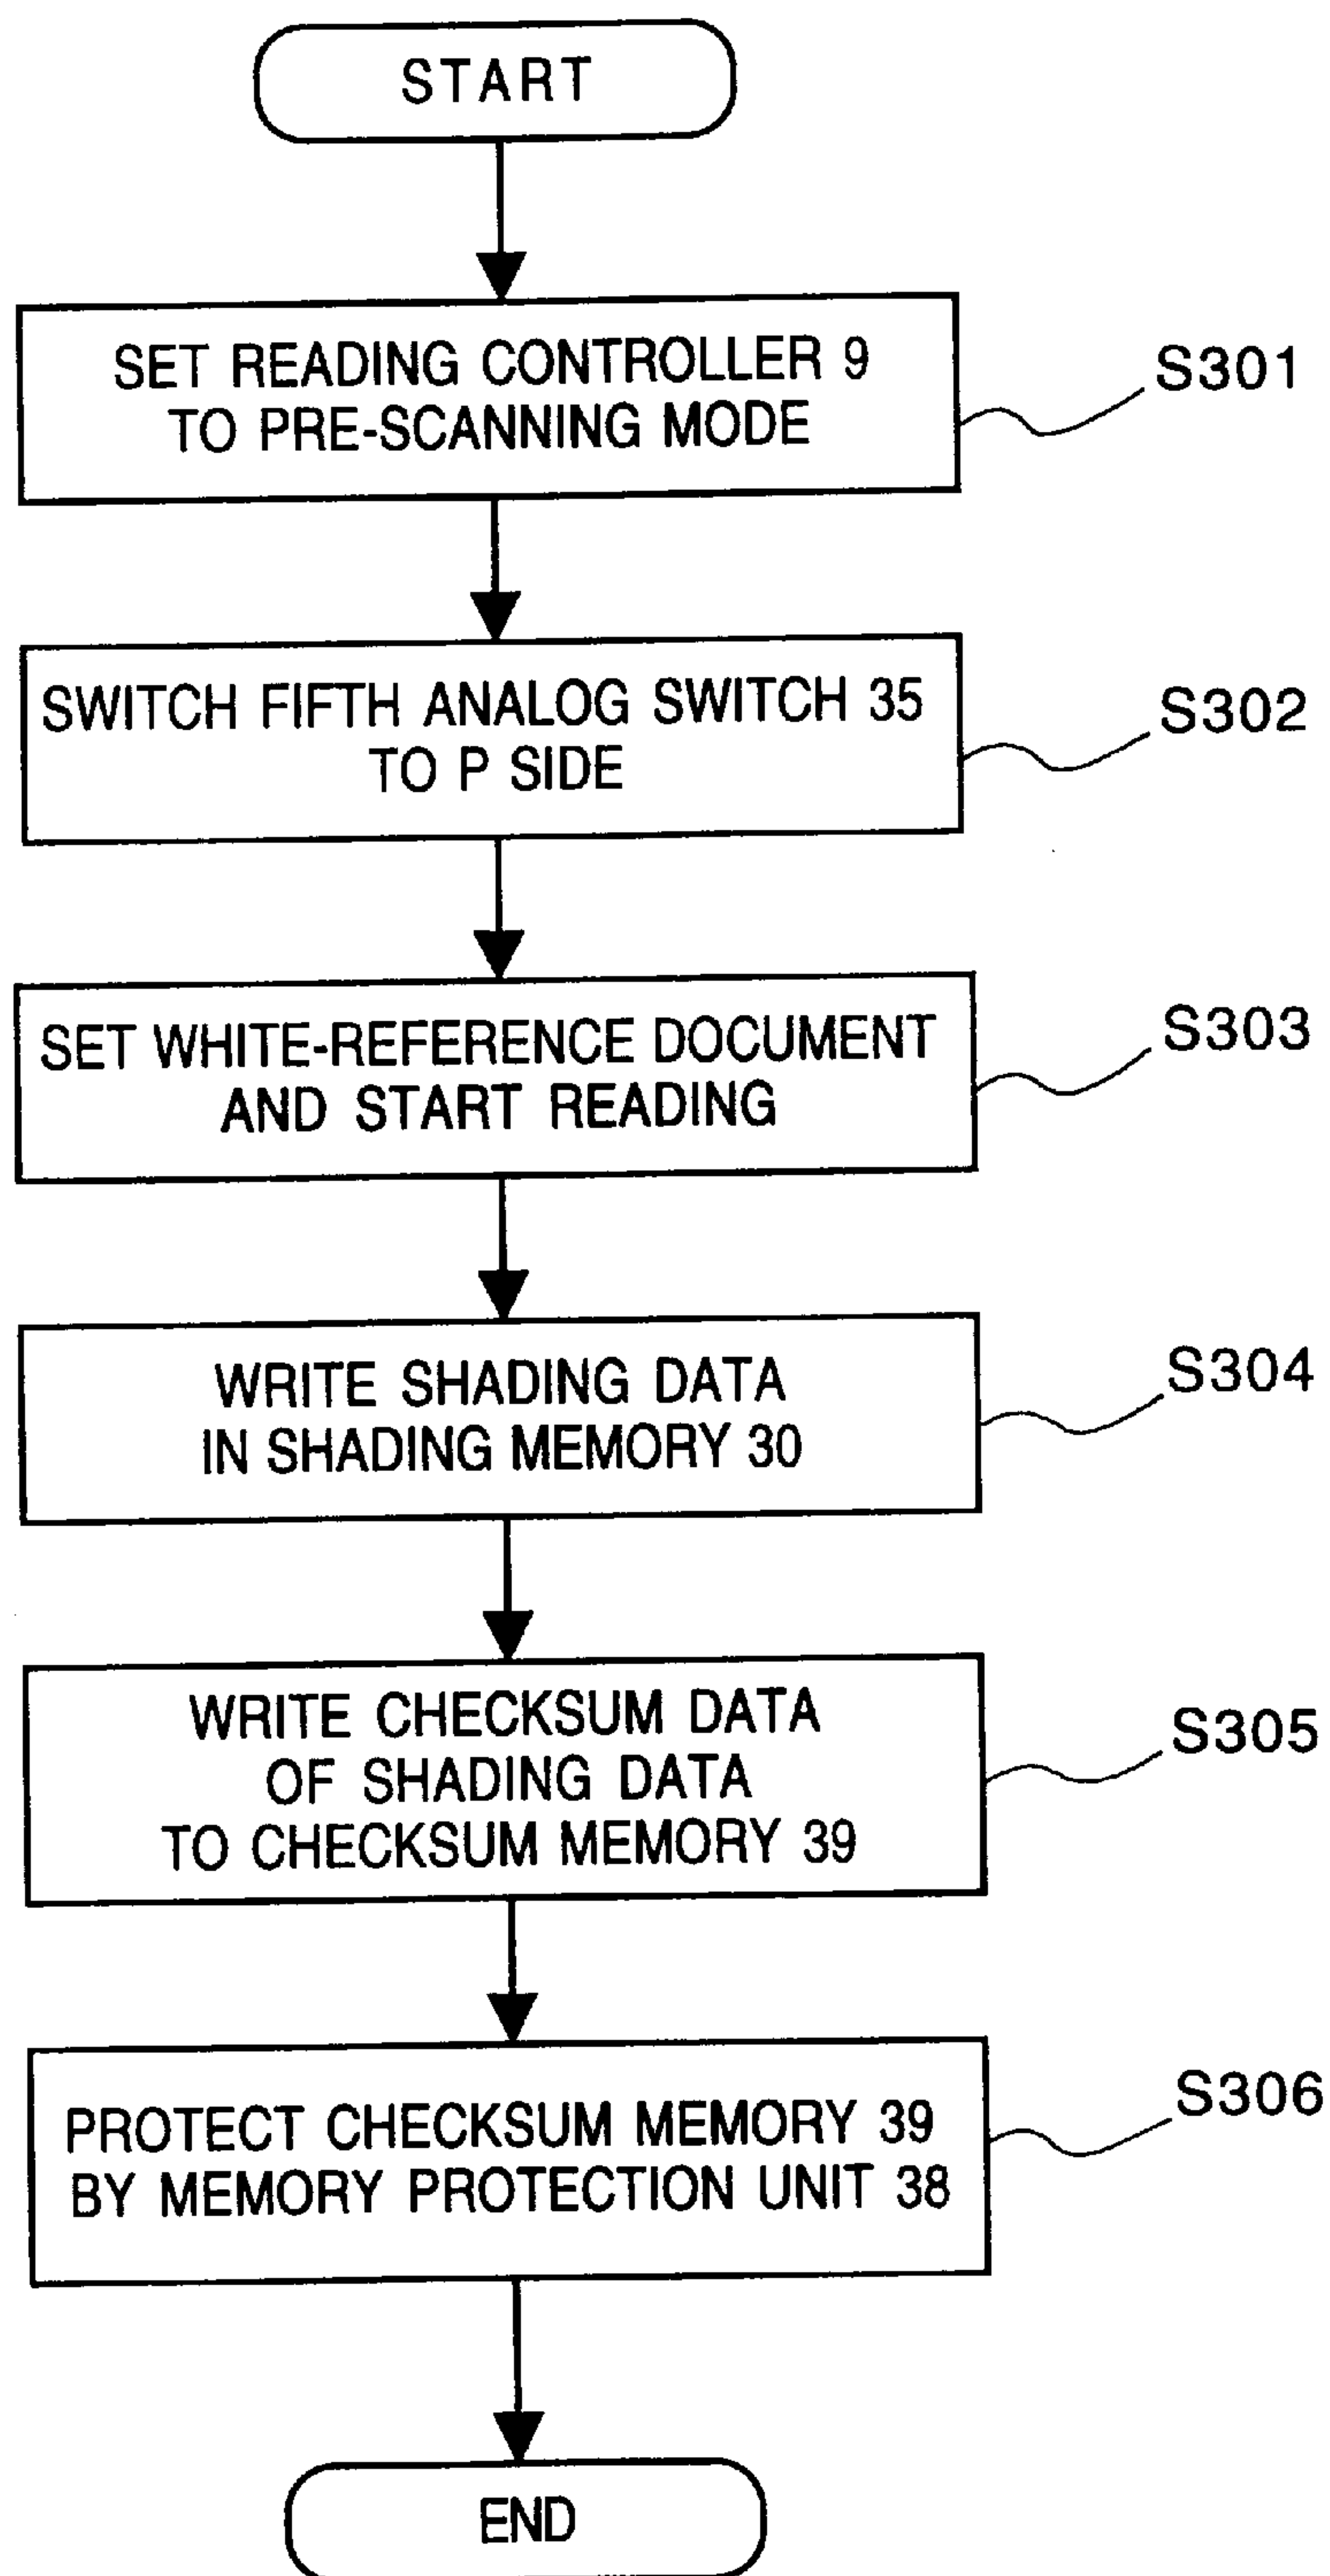 START
SET READING CONTROLLER 9
TO PRE-SCANNING MODE
S301
SWITCH FIFTH ANALOG SWITCH 35
TO P SIDE
S302
SET WHITE-REFERENCE DOCUMENT
AND START READING
S303
WRITE SHADING DATA
IN SHADING MEMORY 30
S304
WRITE CHECKSUM DATA
OF SHADING DATA
TO CHECKSUM MEMORY 39
S305
PROTECT CHECKSUM MEMORY 39
BY MEMORY PROTECTION UNIT 38
S306
END